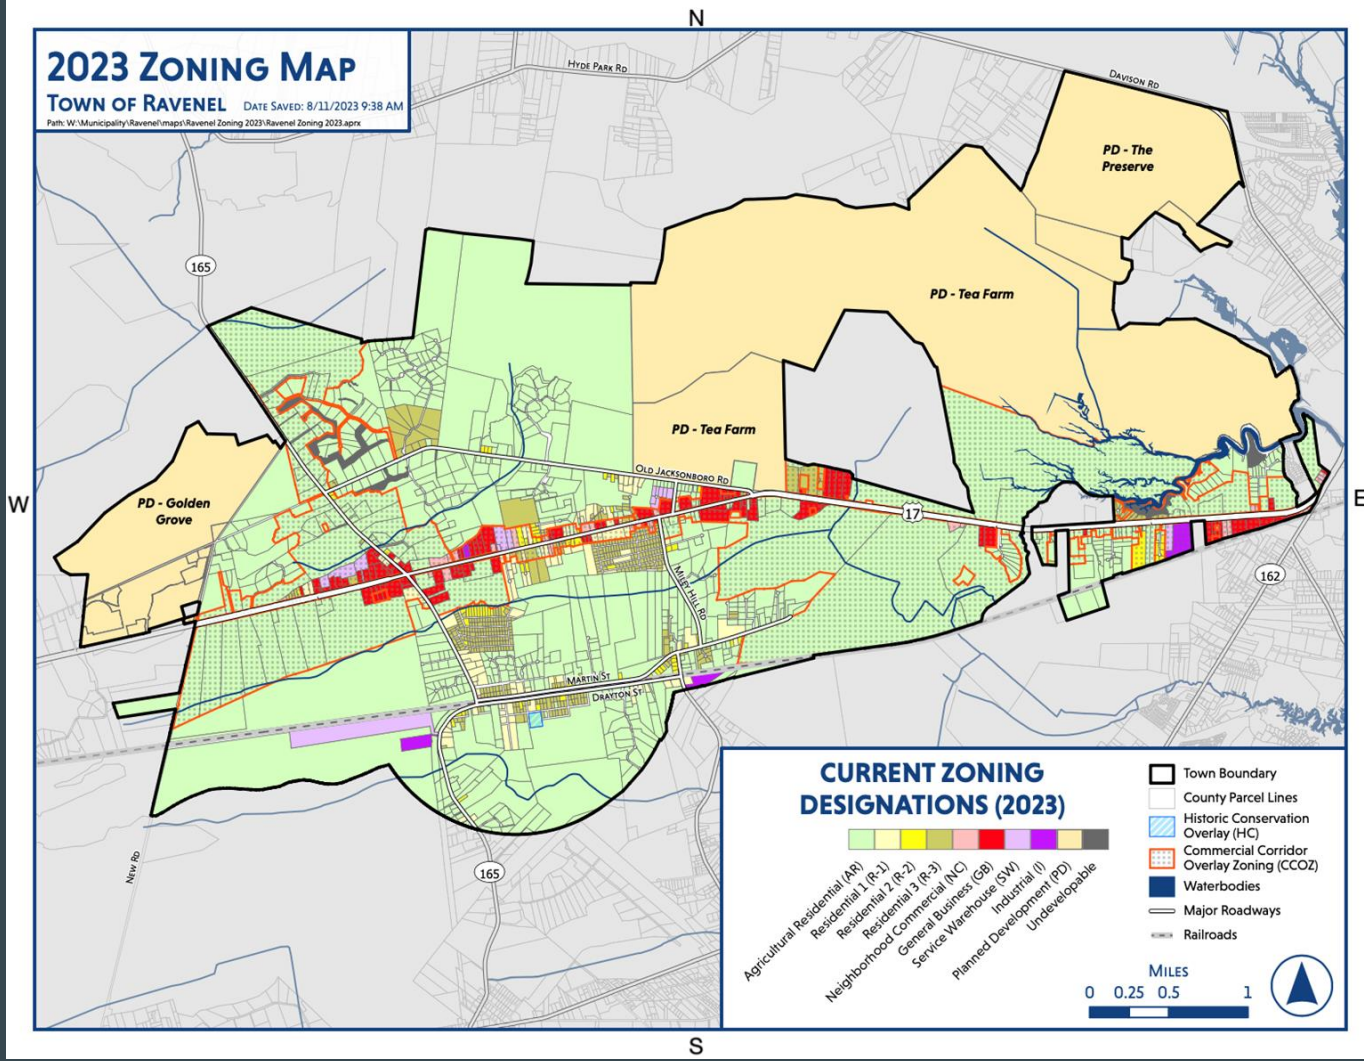 N
2023 ZONING MAP
TOWN OF RAVENEL DATE SAVED: 8/11/2023 9:38 AM
Path: W:\Municipality\Ravenel\maps\Ravenel Zoning 2023\Ravenel Zoning 2023.aprx
HYDE PARK RD
DAVISON RD
PD - The
Preserve
165
PD - Tea Farm
PD - Tea Farm
OLD JACKSONBORO RD
W
PD - Golden
Grove
17
E
162
MILEY HILL RD
MARTIN ST
DRAYTON ST
NEW RD
165
CURRENT ZONING
DESIGNATIONS (2023)
Agricultural Residential (AR)
Residential 1 (R-1)
Residential 2 (R-2)
Residential 3 (R-3)
Neighborhood Commercial (NC)
General Business (GB)
Service Warehouse (SW)
Industrial (I)
Planned Development (PD)
Undevelopable
Town Boundary
County Parcel Lines
Historic Conservation
Overlay (HC)
Commercial Corridor
Overlay Zoning (CCOZ)
Waterbodies
Major Roadways
Railroads
MILES
0 0.25 0.5 1
S